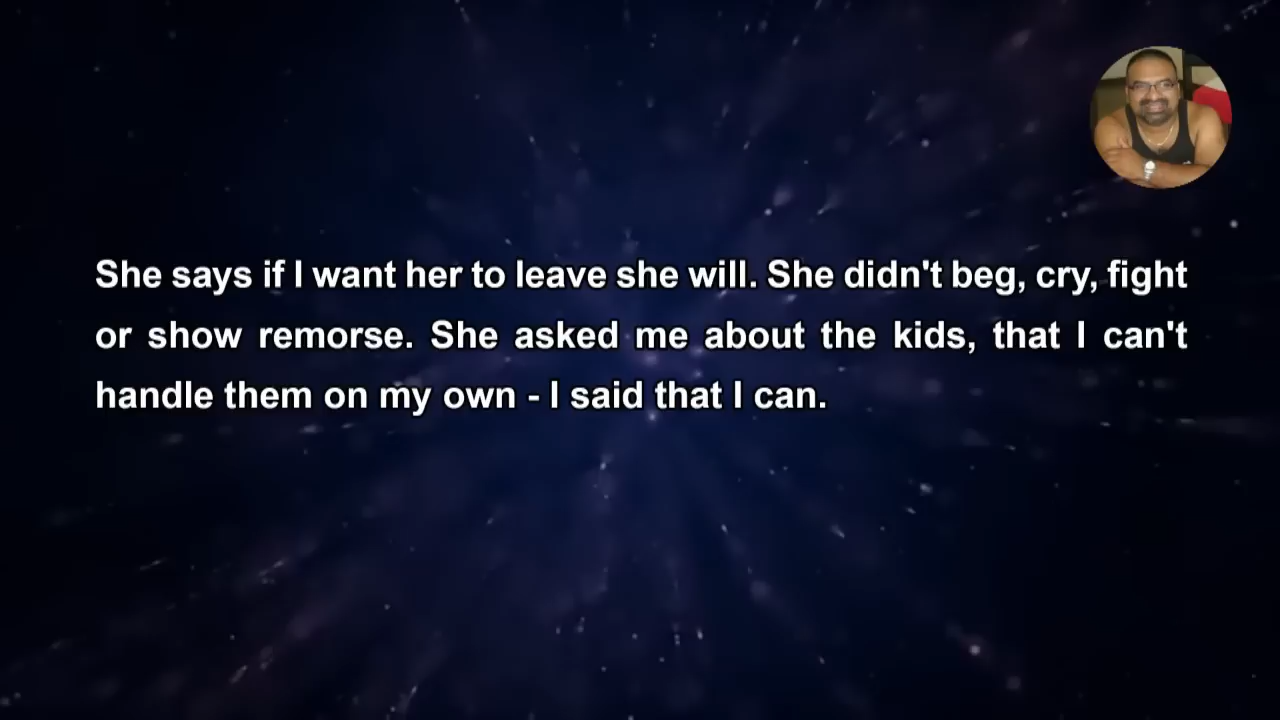 She says if I want her to leave she will. She didn't beg, cry, fight
or show remorse. She asked me about the kids, that I can't
handle them on my own - I said that I can.